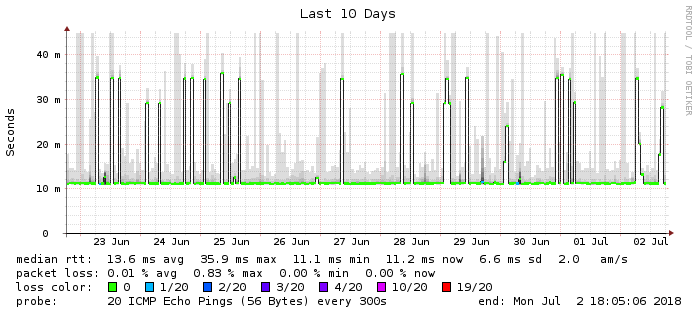 Last 10 Days
RRDTOOL / TOBI OETIKER
Seconds
40 m
30 m
20 m
10 m
0
23 Jun 24 Jun 25 Jun 26 Jun 27 Jun 28 Jun 29 Jun 30 Jun 01 Jul 02 Jul
median rtt: 13.6 ms avg 35.9 ms max 11.1 ms min 11.2 ms now 6.6 ms sd 2.0 am/s
packet loss: 0.01 % avg 0.83 % max 0.00 % min 0.00 % now
loss color: 0 1/20 2/20 3/20 4/20 10/20 19/20
probe: 20 ICMP Echo Pings (56 Bytes) every 300s end: Mon Jul 2 18:05:06 2018